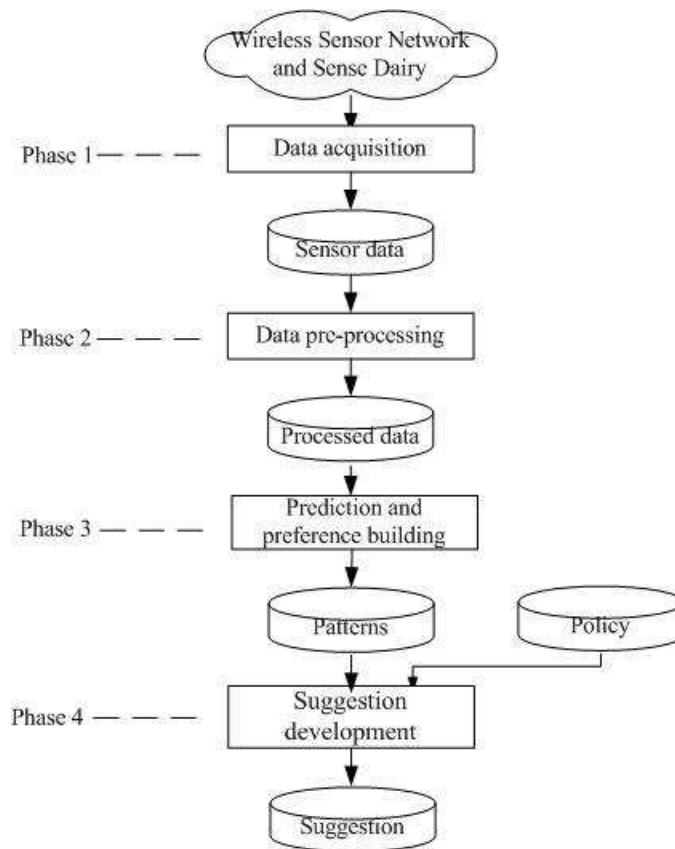 Wireless Sensor Network
and Sense Dairy
Phase 1
Data acquisition
Sensor data
Phase 2
Data pre-processing
Processed data
Phase 3
Prediction and
preference building
Patterns
Policy
Phase 4
Suggestion
development
Suggestion